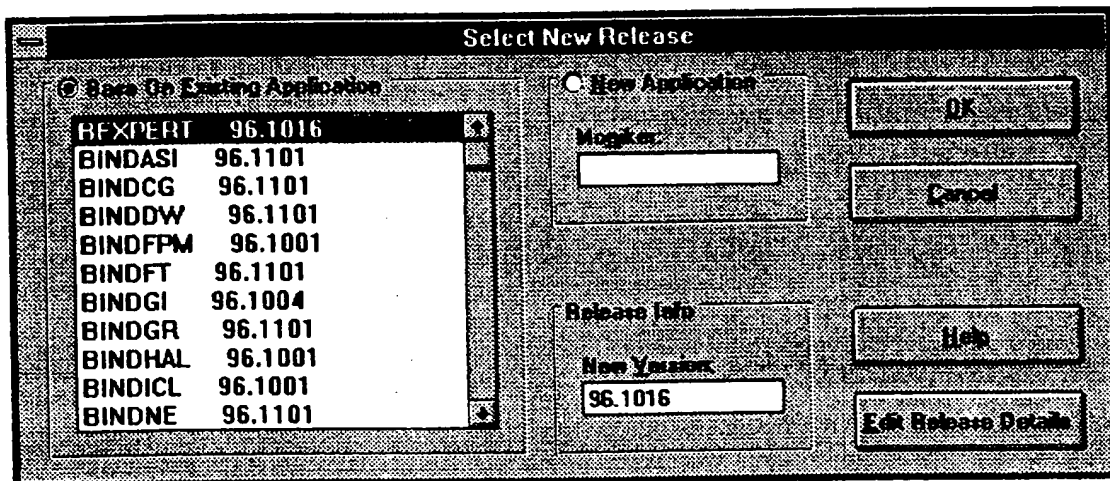 Select New Release
Base On Existing Application
BFXPERT 96.1016
BINDASI 96.1101
BINDCG 96.1101
BINDDW 96.1101
BINDFPM 96.1001
BINDFT 96.1101
BINDGI 96.1004
BINDGR 96.1101
BINDHAL 96.1001
BINDICL 96.1001
BINDNE 96.1101
New Application
Mogiker:
Release Info
New Version:
96.1016
OK
Cancel
Help
Edit Release Details